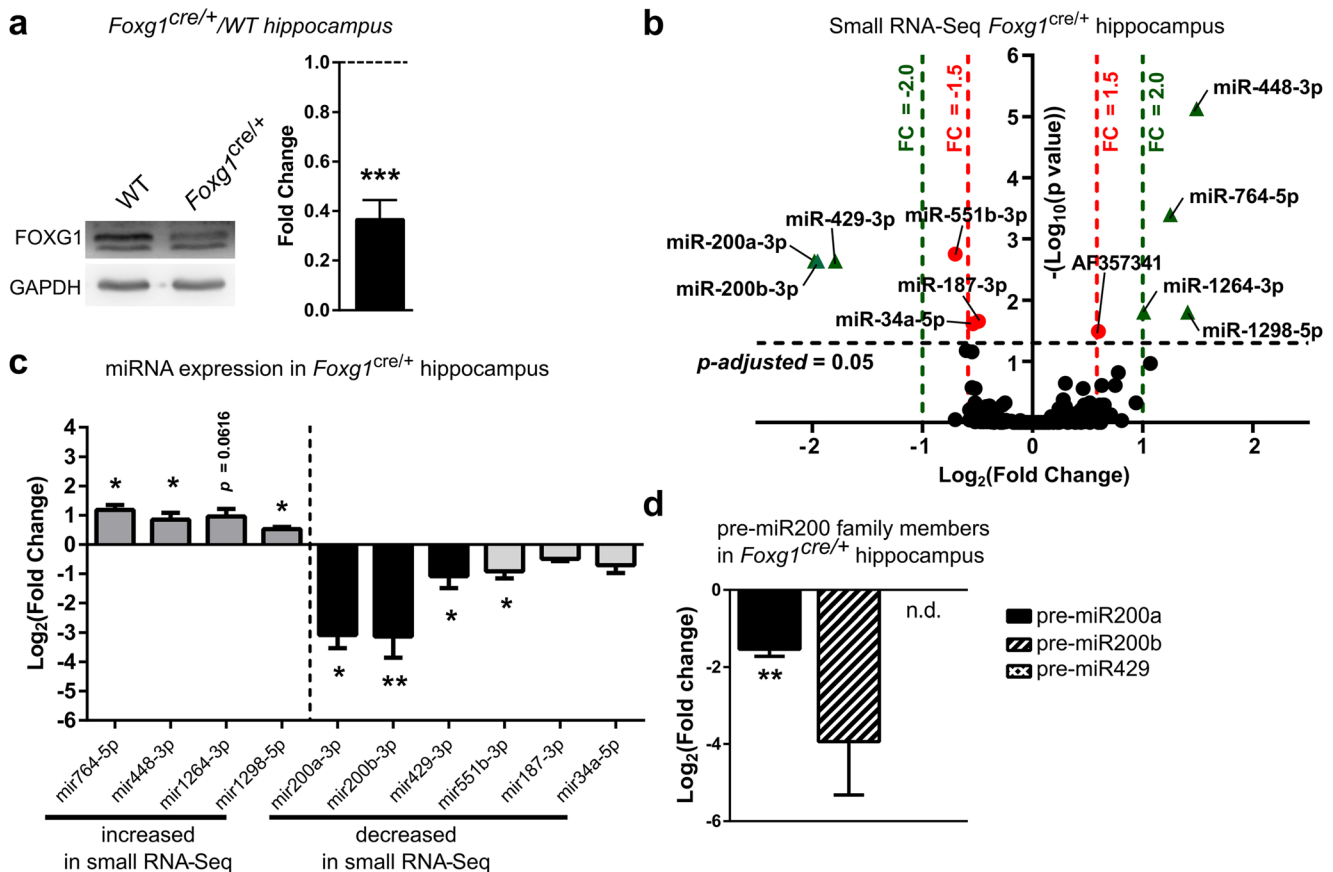 a
Foxg1cre/+/WT hippocampus
WT
Foxg1cre/+
FOXG1
GAPDH
Fold Change
1.0
0.8
0.6
0.4
0.2
0.0
***
b
Small RNA-Seq Foxg1cre/+ hippocampus
FC = -2.0
FC = -1.5
FC = 1.5
FC = 2.0
-(Log10(p value))
6
5
4
3
2
1
miR-448-3p
miR-764-5p
miR-429-3p
miR-551b-3p
miR-200a-3p
AF357341
miR-200b-3p
miR-187-3p
miR-1264-3p
miR-34a-5p
miR-1298-5p
p-adjusted = 0.05
-2
-1
0
1
2
Log2(Fold Change)
c
miRNA expression in Foxg1cre/+ hippocampus
Log2(Fold Change)
4
3
2
1
0
-1
-2
-3
-4
-5
-6
*
*
p = 0.0616
*
*
**
*
*
mir764-5p
mir448-3p
mir1264-3p
mir1298-5p
mir200a-3p
mir200b-3p
mir429-3p
mir551b-3p
mir187-3p
mir34a-5p
increased
in small RNA-Seq
decreased
in small RNA-Seq
d
pre-miR200 family members
in Foxg1cre/+ hippocampus
Log2(Fold change)
0
-2
-4
-6
**
n.d.
pre-miR200a
pre-miR200b
pre-miR429